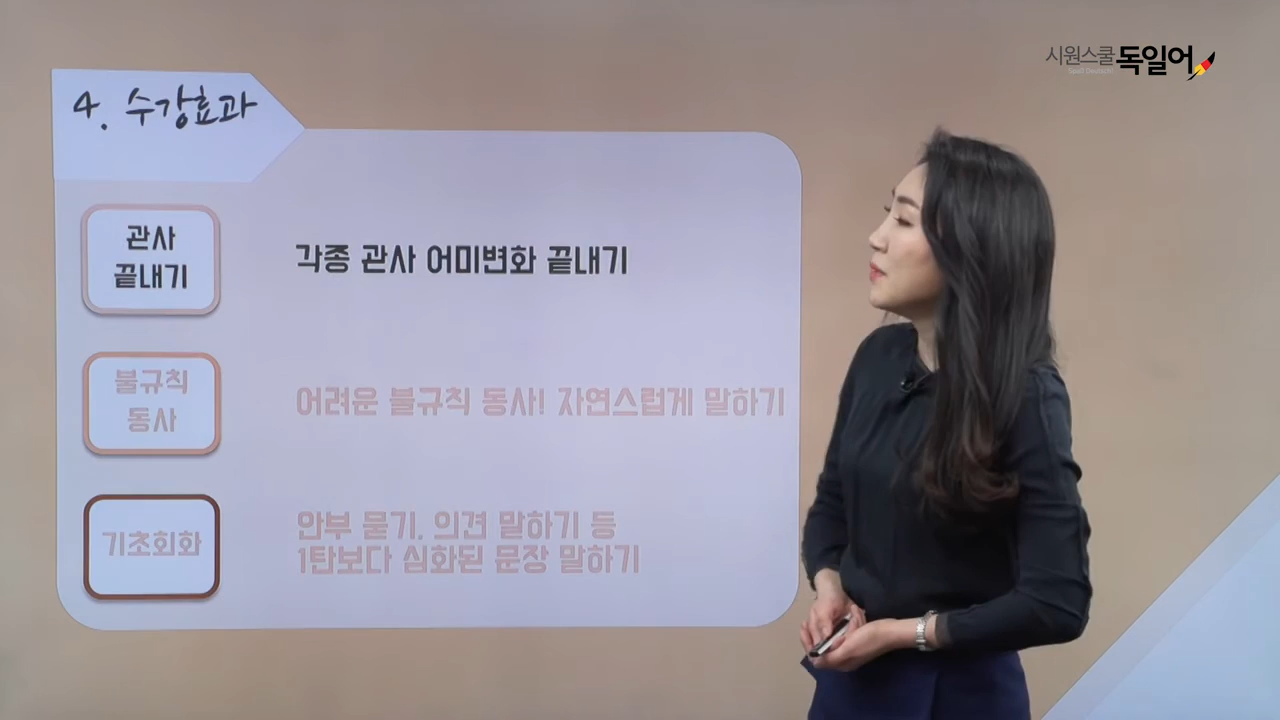 시원스쿨 독일어
4. 수강효과
관사
끝내기
각종 관사 어미변화 끝내기
불규칙
동사
어려운 불규칙 동사! 자연스럽게 말하기
기초회화
안부 묻기, 의견 말하기 등
1탄보다 심화된 문장 말하기